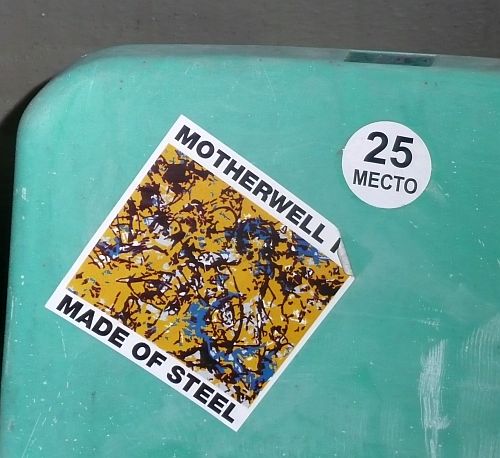 MOTHERWELL
MADE OF STEEL
25
МЕСТО